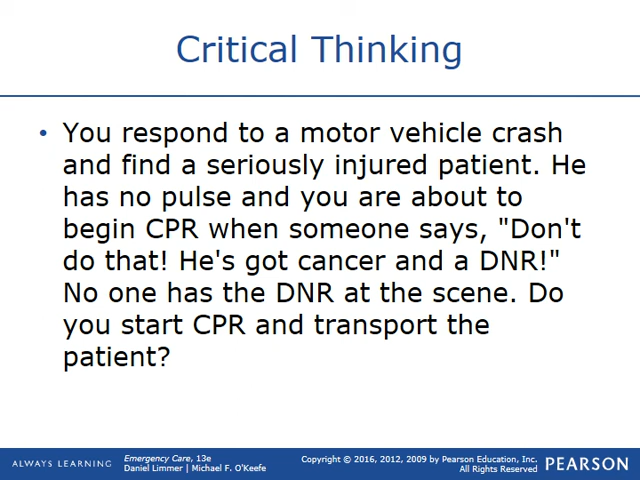 Critical Thinking
• You respond to a motor vehicle crash
and find a seriously injured patient. He
has no pulse and you are about to
begin CPR when someone says, "Don't
do that! He's got cancer and a DNR!"
No one has the DNR at the scene. Do
you start CPR and transport the
patient?
ALWAYS LEARNING
Emergency Care, 13e
Daniel Limmer | Michael F. O'Keefe
Copyright © 2016, 2012, 2009 by Pearson Education, Inc.
All Rights Reserved
PEARSON